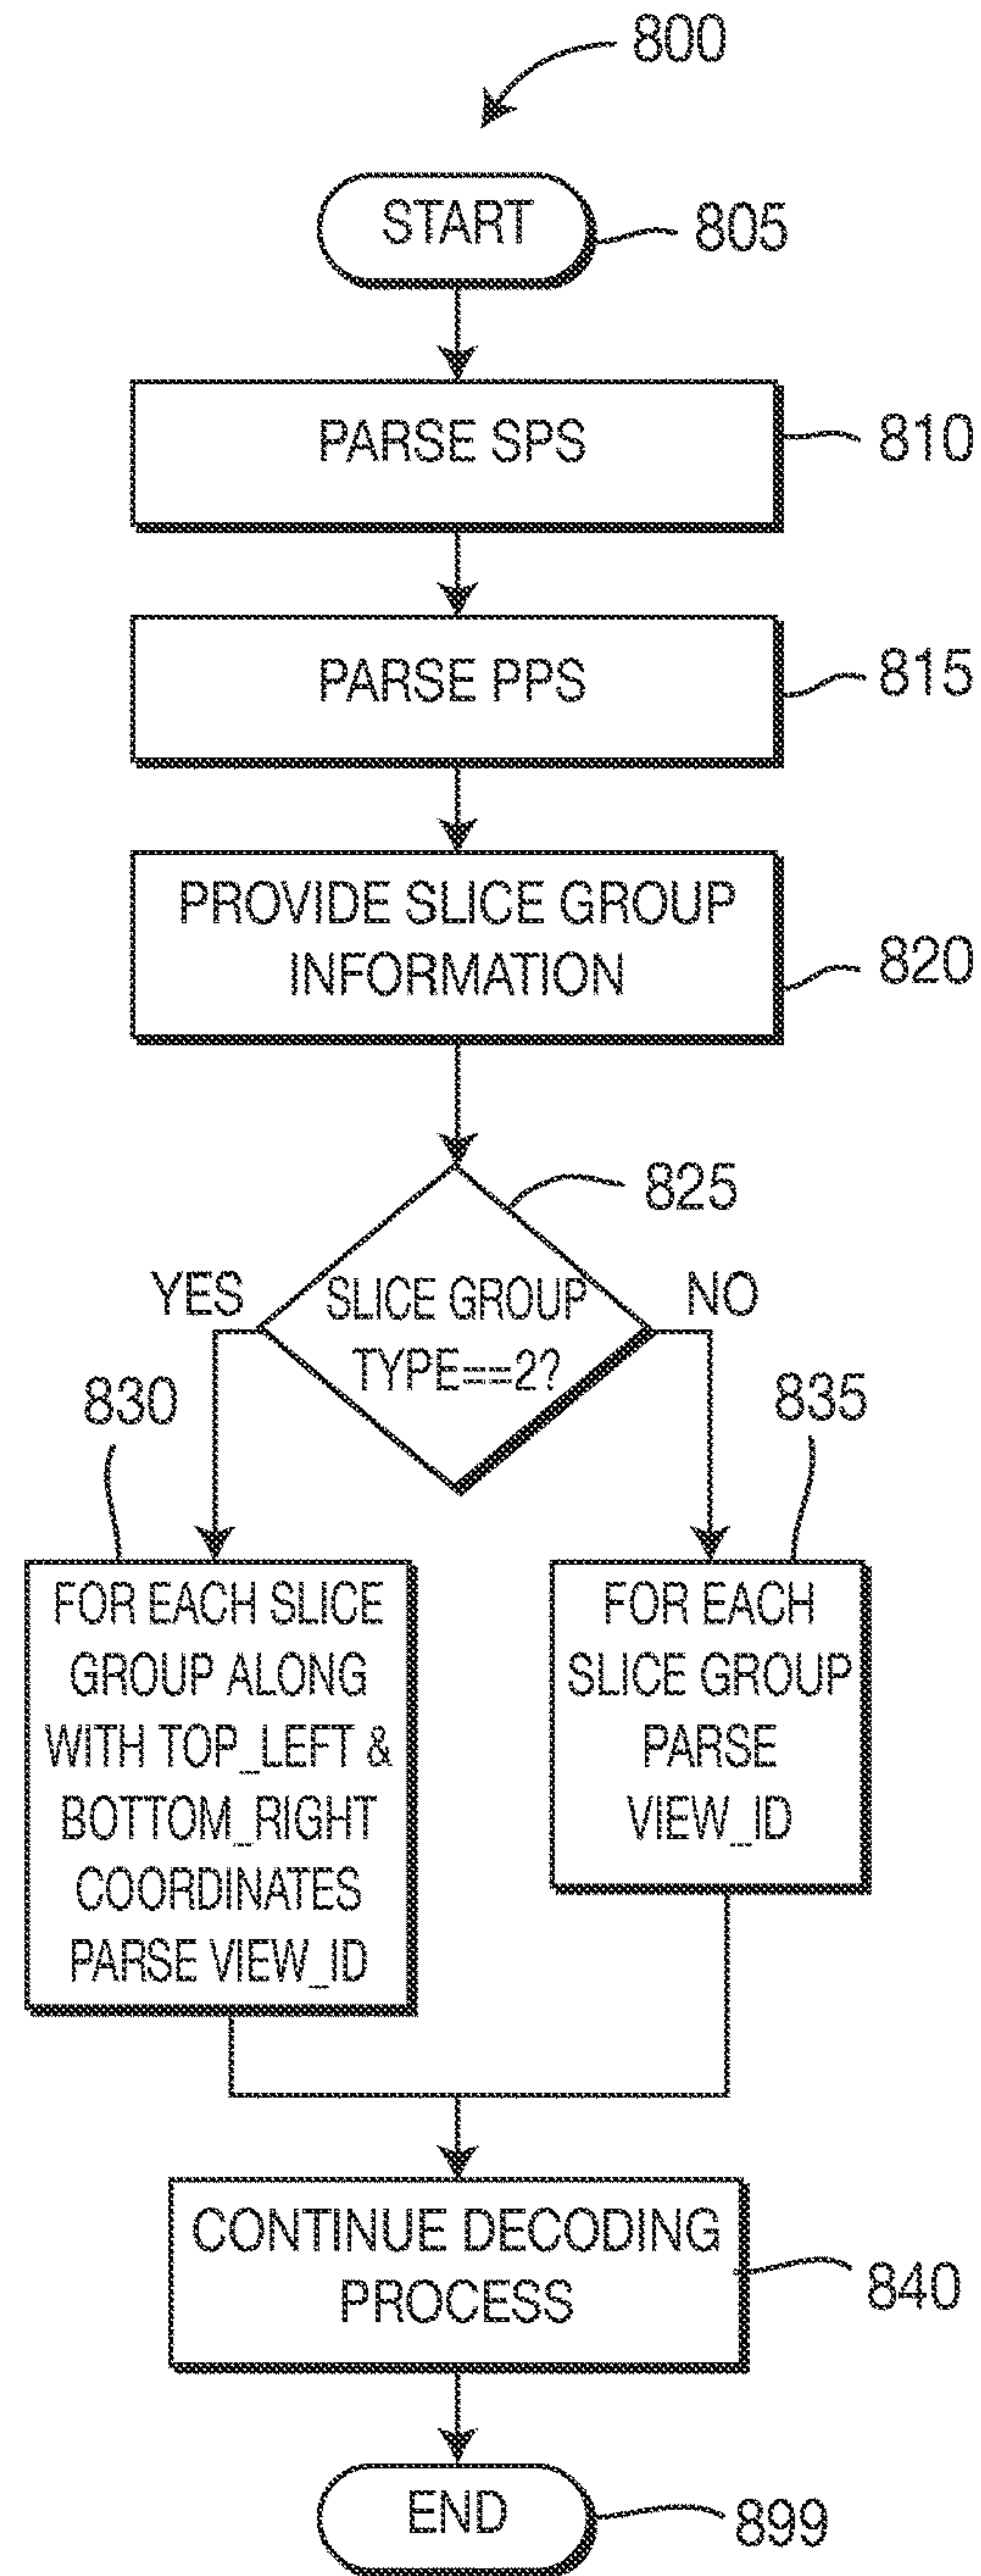 800
START
805
PARSE SPS
810
PARSE PPS
815
PROVIDE SLICE GROUP
INFORMATION
820
825
YES
SLICE GROUP
TYPE==2?
NO
830
835
FOR EACH SLICE
GROUP ALONG
WITH TOP_LEFT &
BOTTOM_RIGHT
COORDINATES
PARSE VIEW_ID
FOR EACH
SLICE GROUP
PARSE
VIEW_ID
CONTINUE DECODING
PROCESS
840
END
899